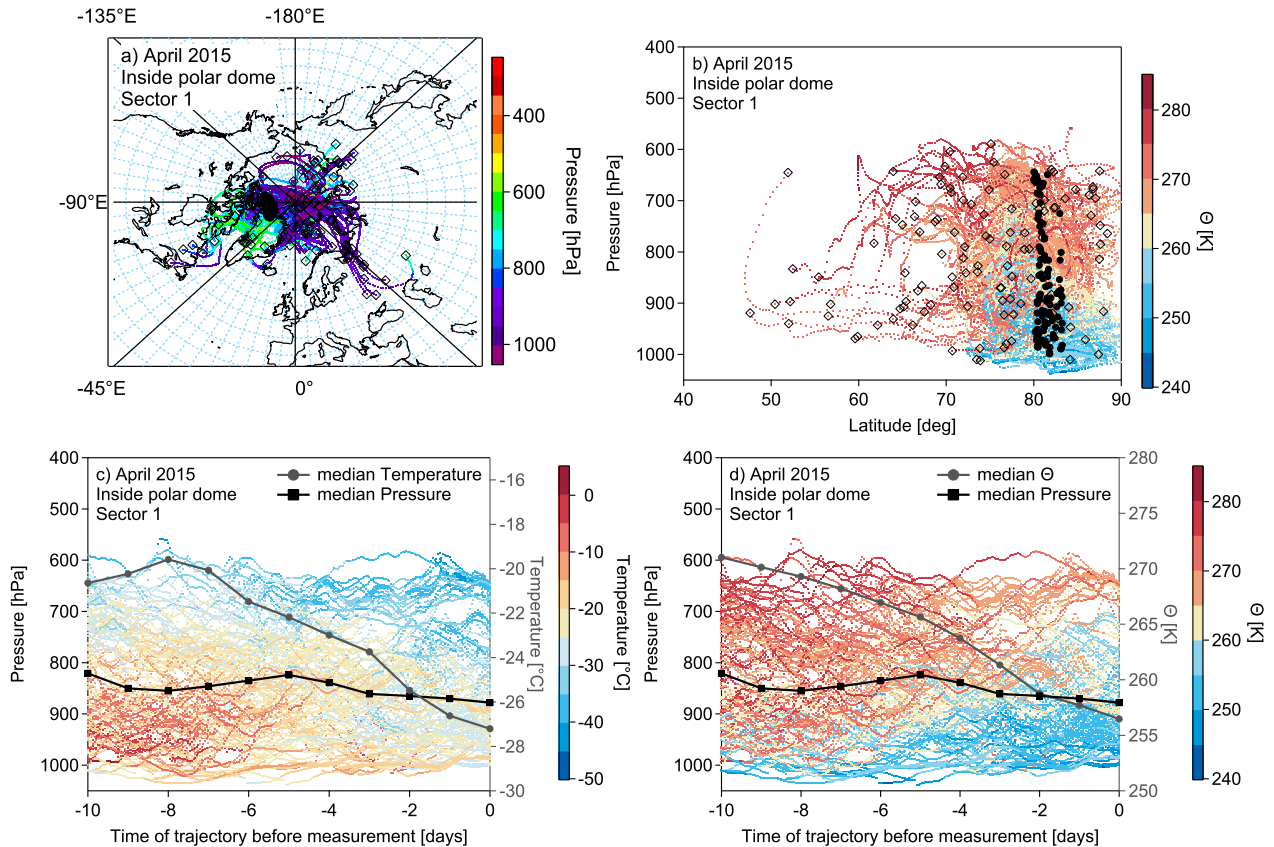 -135°E
-180°E
a) April 2015
Inside polar dome
Sector 1
-90°E
-45°E
0°
400
600
800
1000
Pressure [hPa]
b) April 2015
Inside polar dome
Sector 1
400
500
600
700
800
900
1000
Pressure [hPa]
40
50
60
70
80
90
Latitude [deg]
280
270
260
250
240
Θ [K]
c) April 2015
Inside polar dome
Sector 1
median Temperature
median Pressure
400
500
600
700
800
900
1000
Pressure [hPa]
-16
-18
-20
-22
-24
-26
-28
-30
Temperature [°C]
0
-10
-20
-30
-40
-50
Temperature [°C]
-10
-8
-6
-4
-2
0
Time of trajectory before measurement [days]
d) April 2015
Inside polar dome
Sector 1
median Θ
median Pressure
400
500
600
700
800
900
1000
Pressure [hPa]
280
275
270
265
260
255
250
Θ [K]
280
270
260
250
240
Θ [K]
-10
-8
-6
-4
-2
0
Time of trajectory before measurement [days]